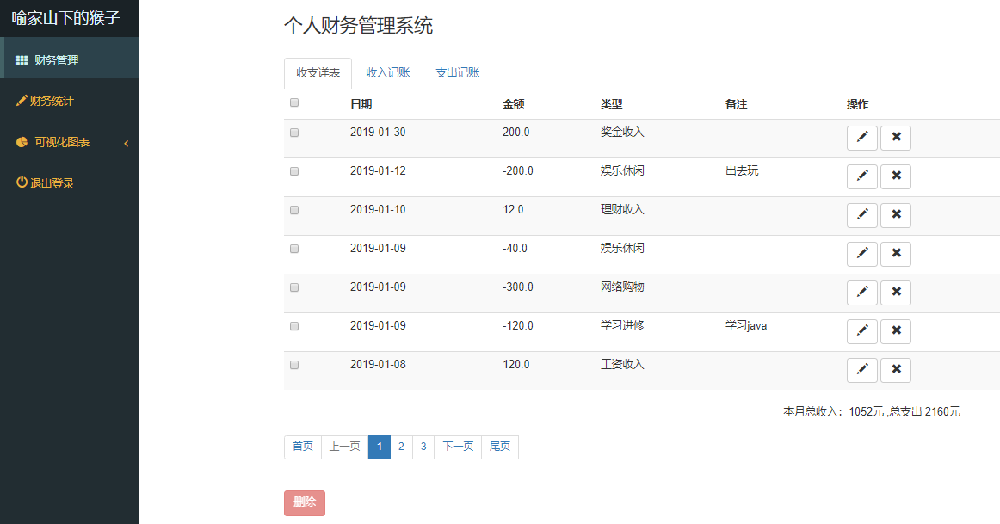 喻家山下的猴子
财务管理
财务统计
可视化图表
退出登录
个人财务管理系统
收支详表 收入记账 支出记账
日期 金额 类型 备注 操作
2019-01-30 200.0 奖金收入
2019-01-12 -200.0 娱乐休闲 出去玩
2019-01-10 12.0 理财收入
2019-01-09 -40.0 娱乐休闲
2019-01-09 -300.0 网络购物
2019-01-09 -120.0 学习进修 学习java
2019-01-08 120.0 工资收入
本月总收入：1052元 ,总支出 2160元
首页 上一页 1 2 3 下一页 尾页
删除